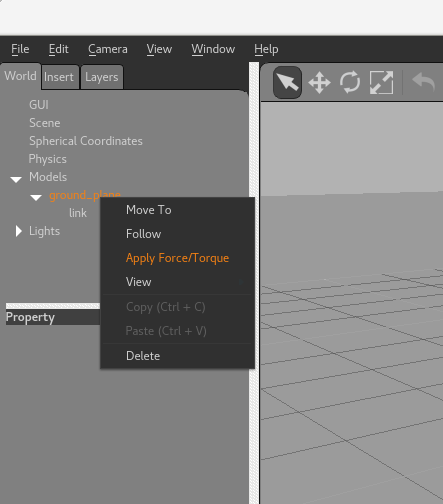 File Edit Camera View Window Help
World Insert Layers
GUI
Scene
Spherical Coordinates
Physics
Models
ground_plane
link
Lights
Move To
Follow
Apply Force/Torque
View
Copy (Ctrl + C)
Paste (Ctrl + V)
Delete
Property